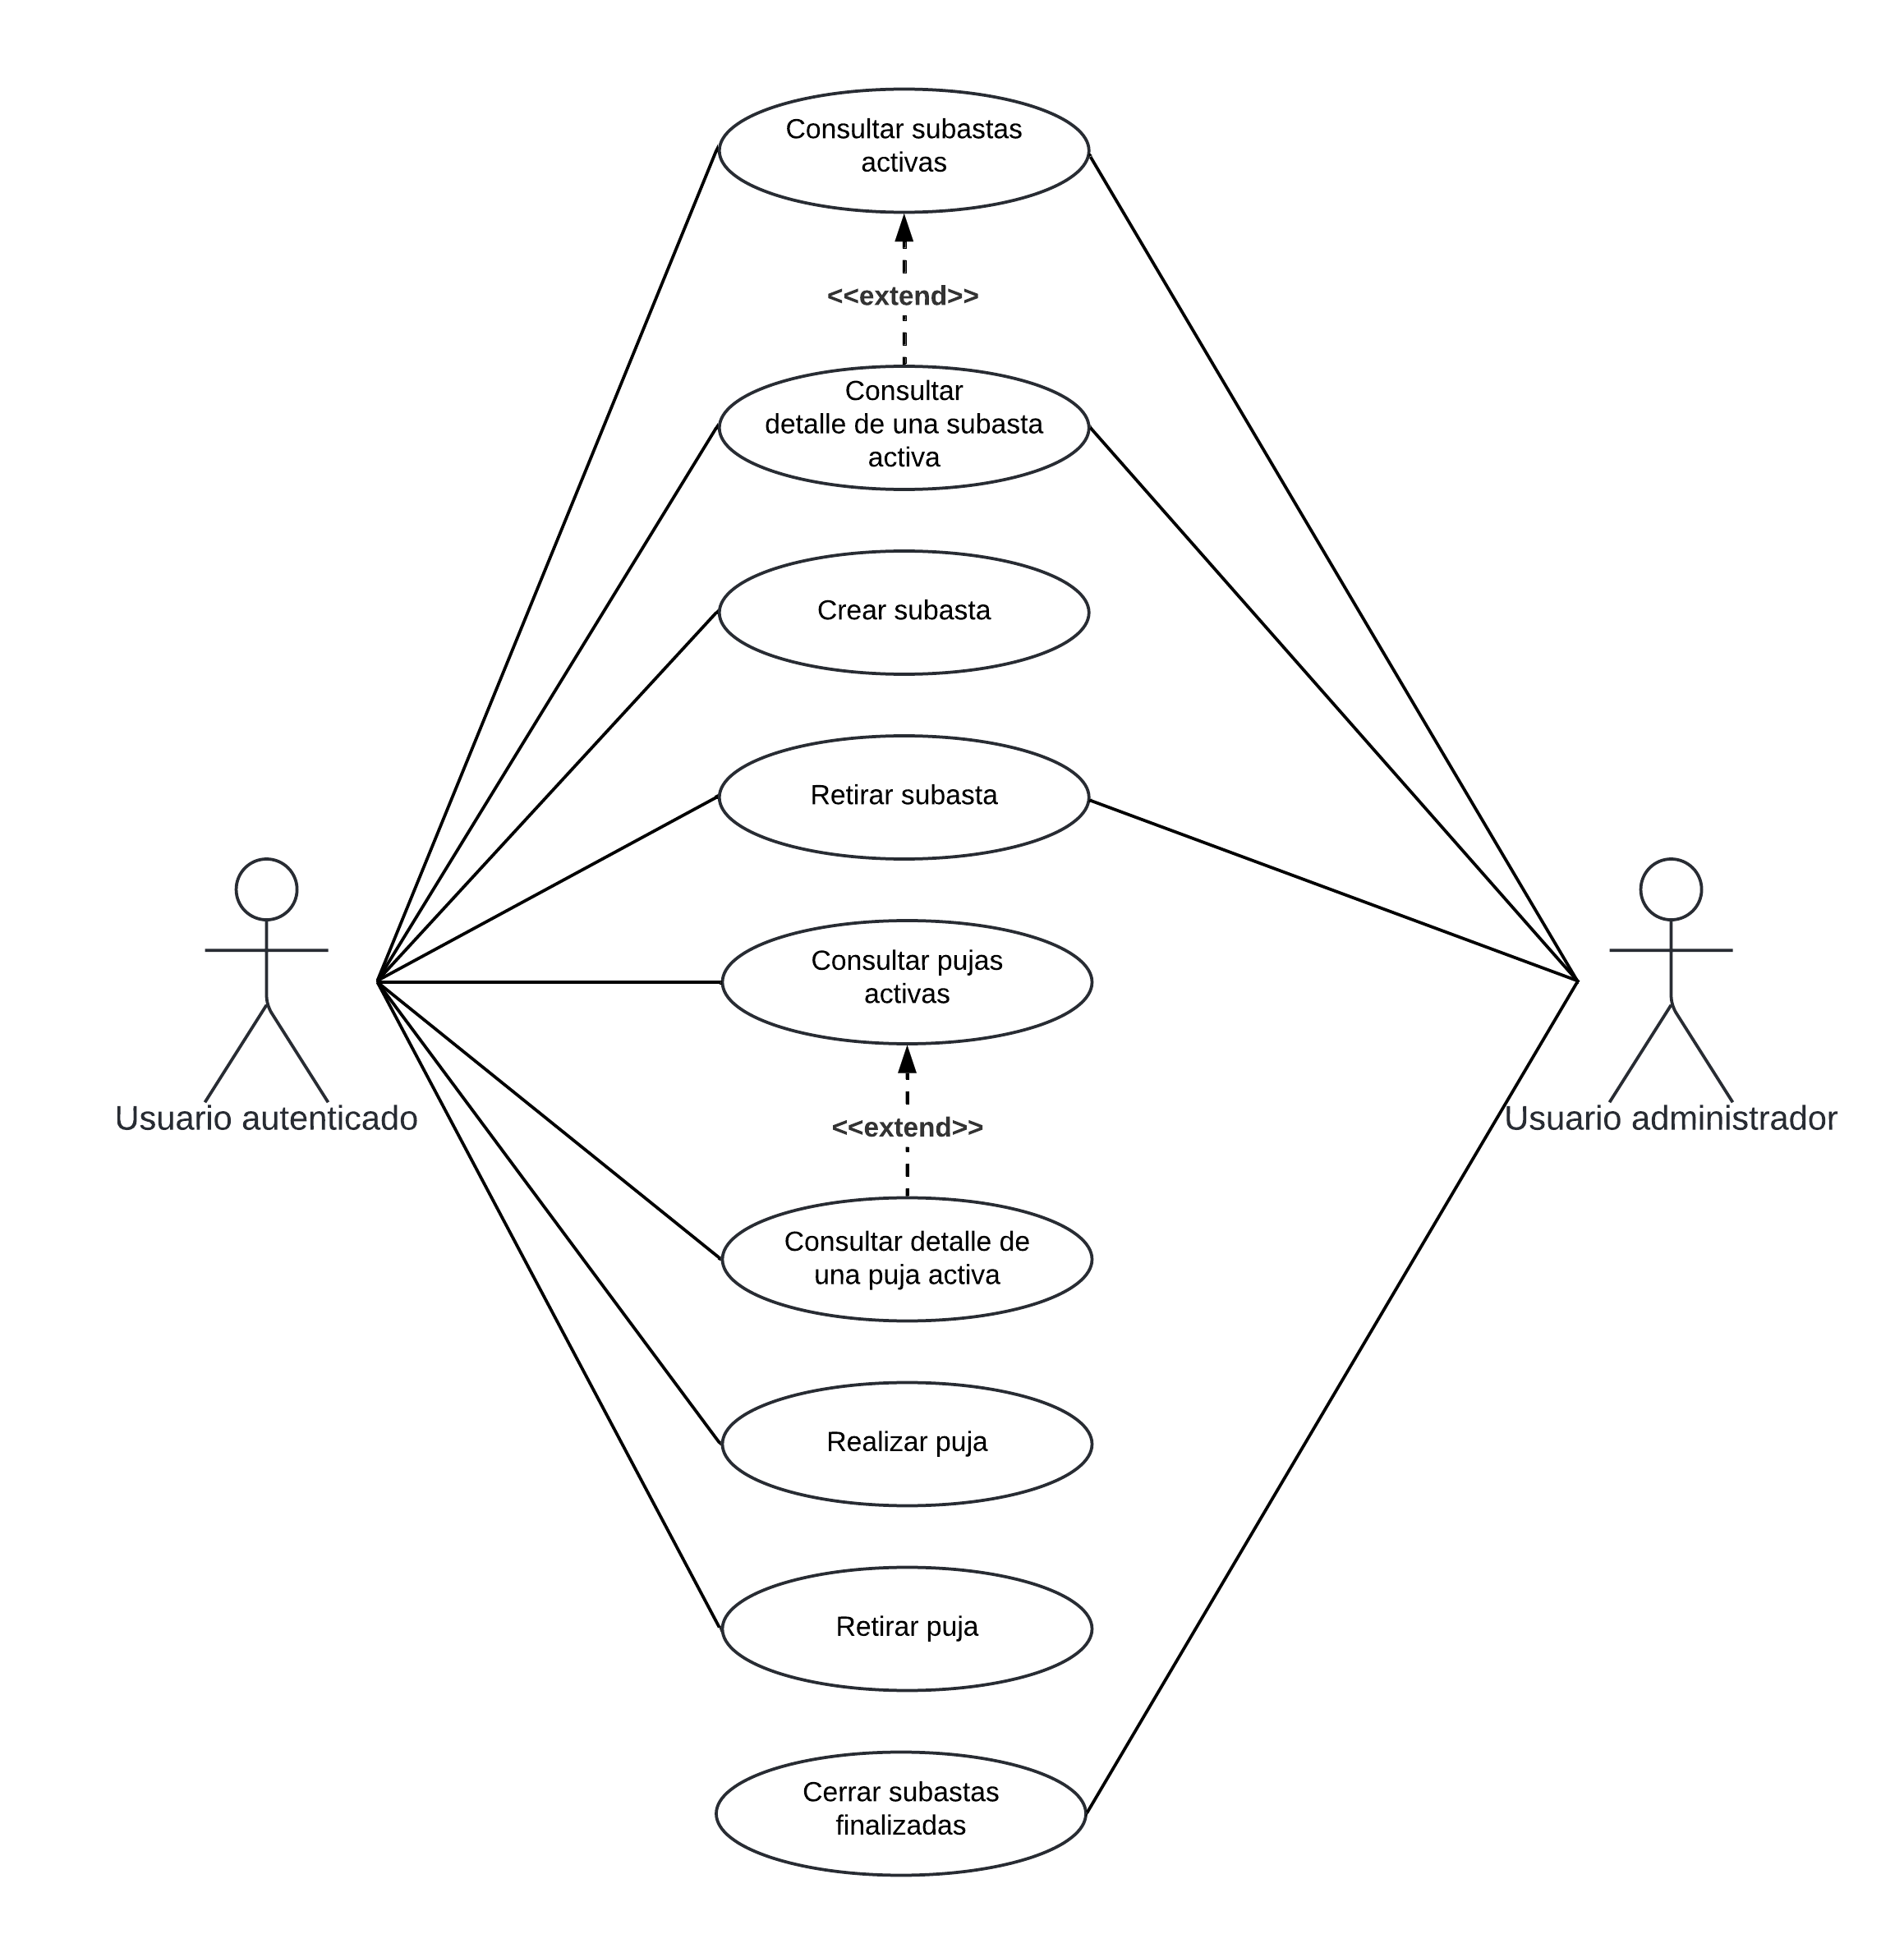 Consultar subastas
activas
<<extend>>
Consultar
detalle de una subasta
activa
Crear subasta
Retirar subasta
Consultar pujas
activas
Usuario autenticado
Usuario administrador
<<extend>>
Consultar detalle de
una puja activa
Realizar puja
Retirar puja
Cerrar subastas
finalizadas